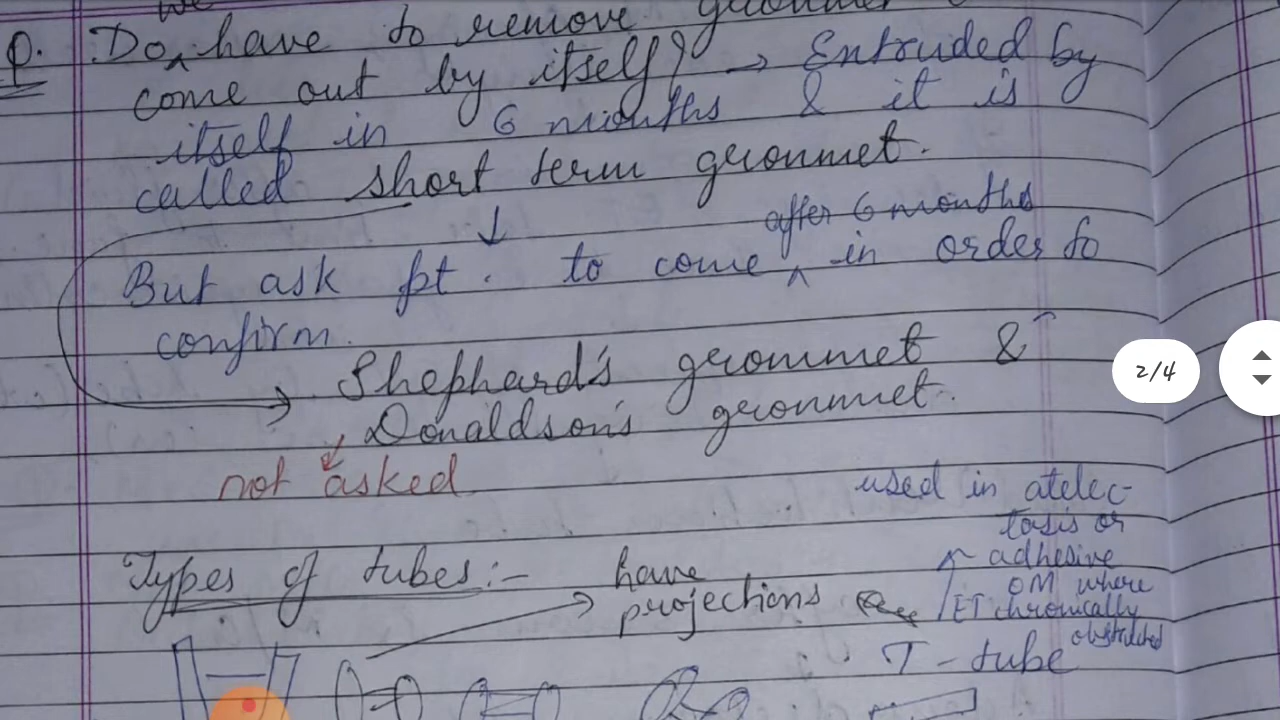 we
Q. Do have to remove grommet
come out by itself? → Extruded by
itself in 6 months & it is
called short term grommet.
↓
after 6 months
But ask pt. to come ^ in order to
confirm.
→ Shephard's grommet &
Donaldson's grommet.
not asked
used in atelec-
tasis or
adhesive
OM where
ET chronically
obstructed
Types of tubes:- have
projections
T-tube
2/4